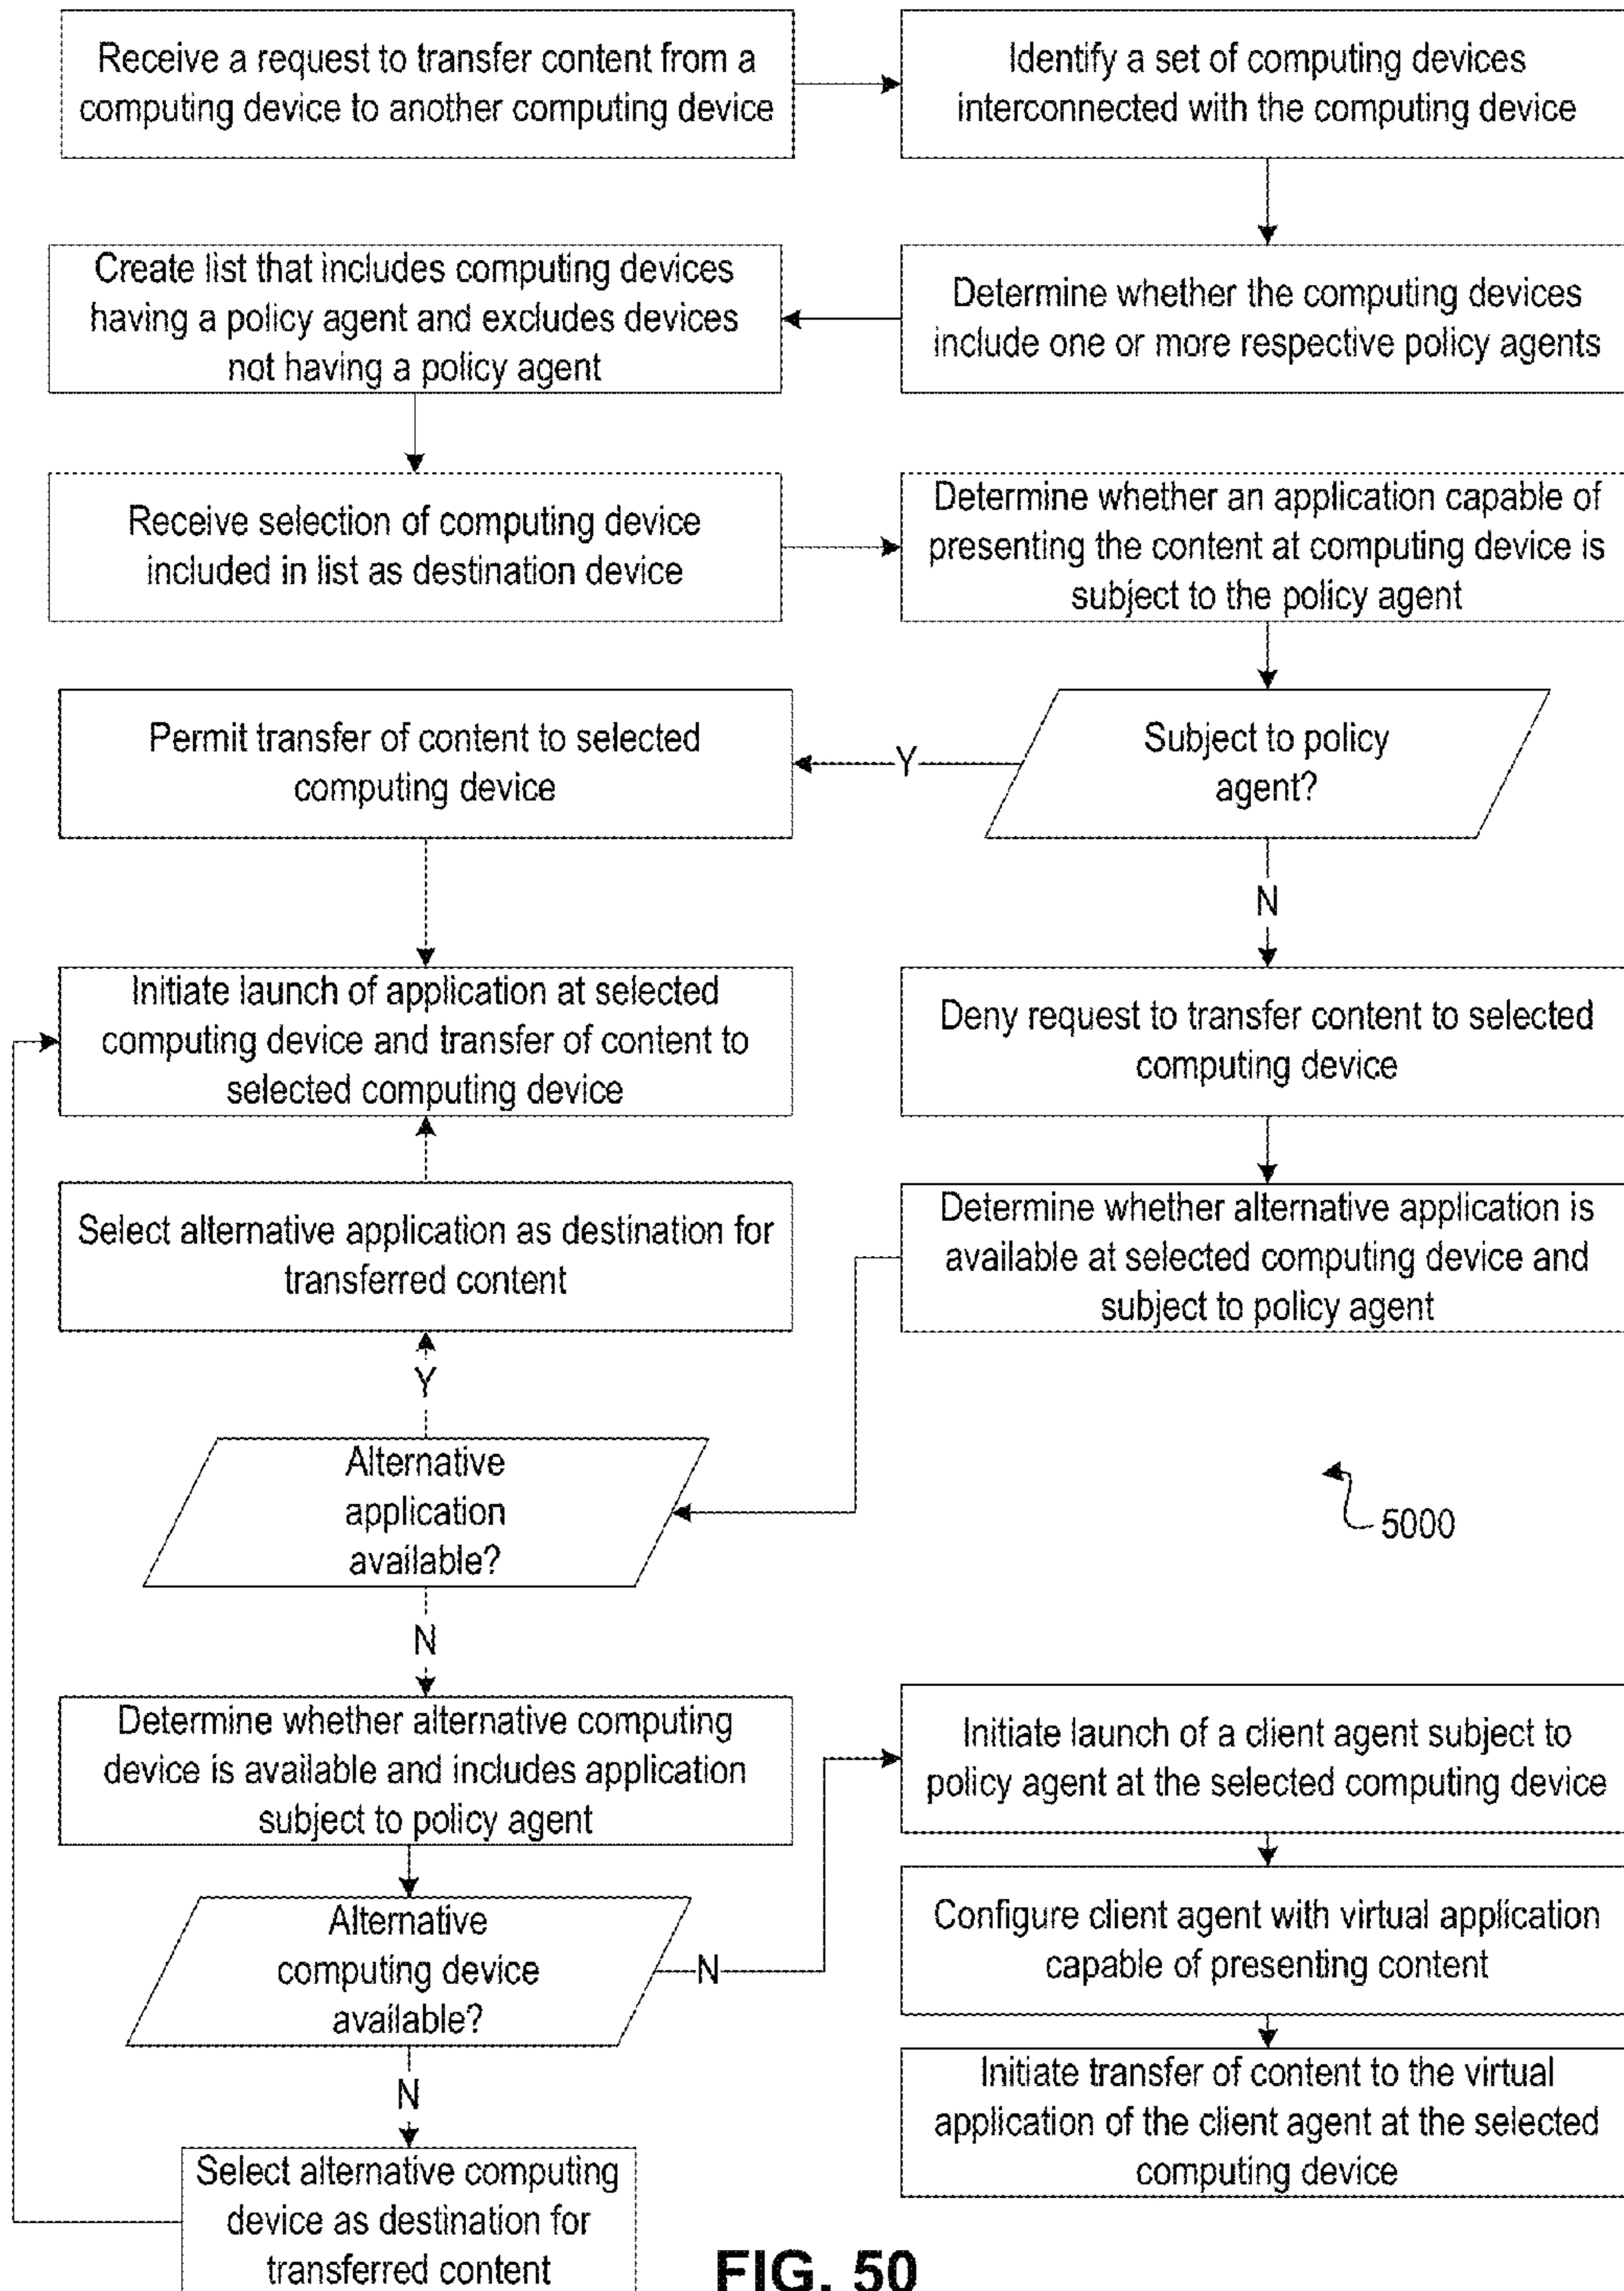 Receive a request to transfer content from a
computing device to another computing device
Identify a set of computing devices
interconnected with the computing device
Create list that includes computing devices
having a policy agent and excludes devices
not having a policy agent
Determine whether the computing devices
include one or more respective policy agents
Receive selection of computing device
included in list as destination device
Determine whether an application capable of
presenting the content at computing device is
subject to the policy agent
Permit transfer of content to selected
computing device
Y
Subject to policy
agent?
N
Initiate launch of application at selected
computing device and transfer of content to
selected computing device
Deny request to transfer content to selected
computing device
Select alternative application as destination for
transferred content
Determine whether alternative application is
available at selected computing device and
subject to policy agent
Y
Alternative
application
available?
5000
N
Determine whether alternative computing
device is available and includes application
subject to policy agent
Initiate launch of a client agent subject to
policy agent at the selected computing device
Alternative
computing device
available?
N
Configure client agent with virtual application
capable of presenting content
N
Initiate transfer of content to the virtual
application of the client agent at the selected
computing device
Select alternative computing
device as destination for
transferred content
FIG. 50